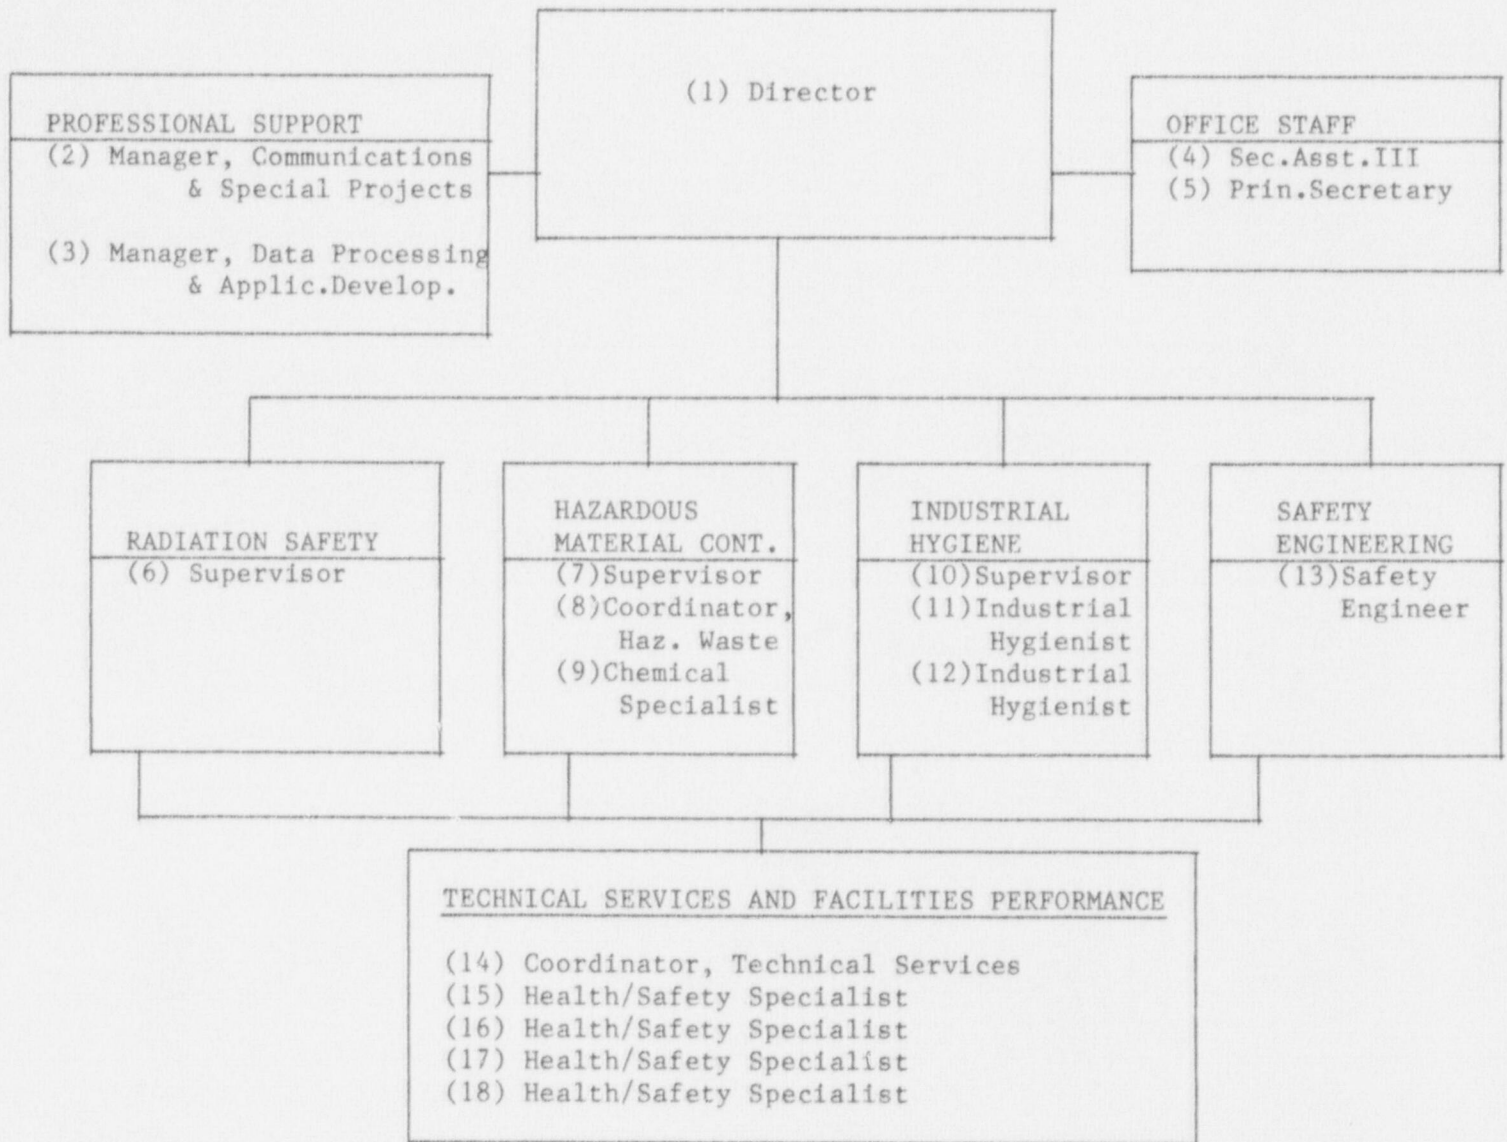 (1) Director
PROFESSIONAL SUPPORT
(2) Manager, Communications
& Special Projects
(3) Manager, Data Processing
& Applic.Develop.
OFFICE STAFF
(4) Sec.Asst.III
(5) Prin.Secretary
RADIATION SAFETY
(6) Supervisor
HAZARDOUS
MATERIAL CONT.
(7)Supervisor
(8)Coordinator,
Haz. Waste
(9)Chemical
Specialist
INDUSTRIAL
HYGIENE
(10)Supervisor
(11)Industrial
Hygienist
(12)Industrial
Hygienist
SAFETY
ENGINEERING
(13)Safety
Engineer
TECHNICAL SERVICES AND FACILITIES PERFORMANCE
(14) Coordinator, Technical Services
(15) Health/Safety Specialist
(16) Health/Safety Specialist
(17) Health/Safety Specialist
(18) Health/Safety Specialist